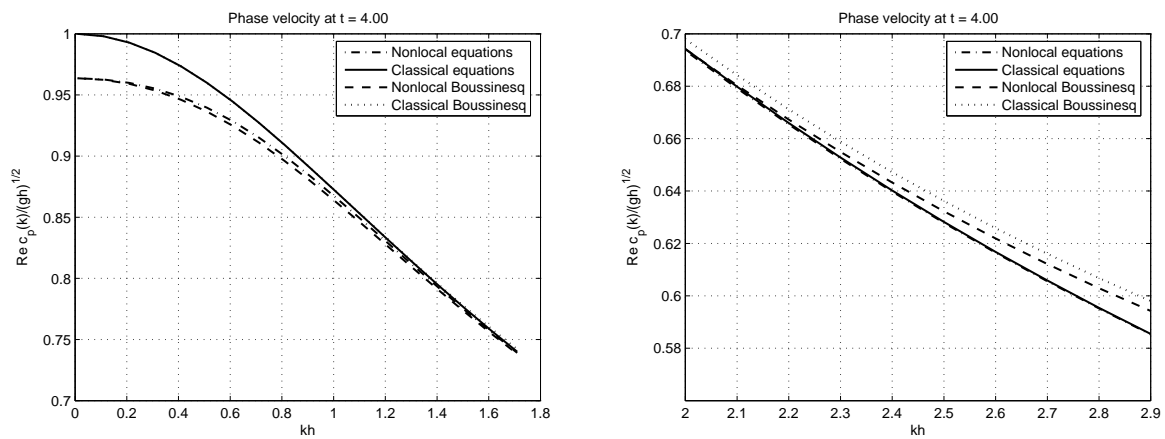 Phase velocity at t = 4.00
1
0.95
0.9
0.85
0.8
0.75
0.7
Re c_p(k)/(gh)^{1/2}
0 0.2 0.4 0.6 0.8 1.0 1.2 1.4 1.6 1.8
kh
Nonlocal equations
Classical equations
Nonlocal Boussinesq
Classical Boussinesq
Phase velocity at t = 4.00
0.7
0.68
0.66
0.64
0.62
0.6
0.58
Re c_p(k)/(gh)^{1/2}
2 2.1 2.2 2.3 2.4 2.5 2.6 2.7 2.8 2.9
kh
Nonlocal equations
Classical equations
Nonlocal Boussinesq
Classical Boussinesq